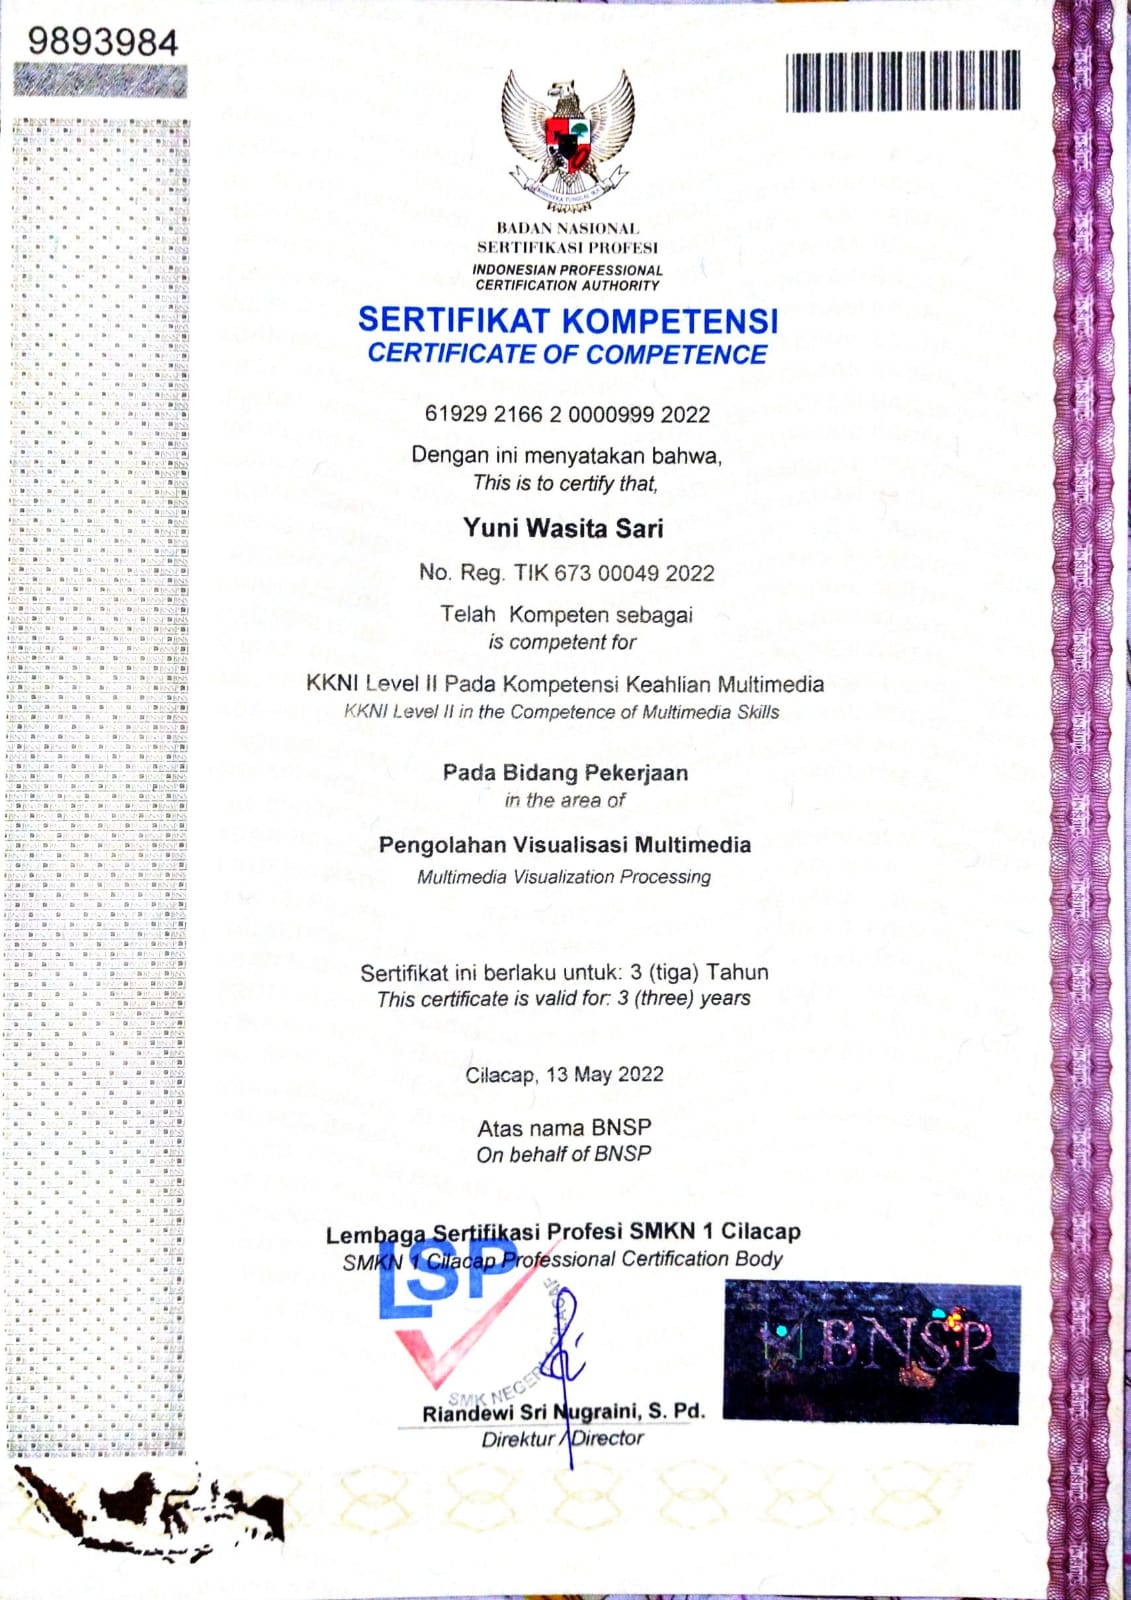 9893984
BADAN NASIONAL
SERTIFIKASI PROFESI
INDONESIAN PROFESSIONAL
CERTIFICATION AUTHORITY
SERTIFIKAT KOMPETENSI
CERTIFICATE OF COMPETENCE
61929 2166 2 0000999 2022
Dengan ini menyatakan bahwa,
This is to certify that,
Yuni Wasita Sari
No. Reg. TIK 673 00049 2022
Telah Kompeten sebagai
is competent for
KKNI Level II Pada Kompetensi Keahlian Multimedia
KKNI Level II in the Competence of Multimedia Skills
Pada Bidang Pekerjaan
in the area of
Pengolahan Visualisasi Multimedia
Multimedia Visualization Processing
Sertifikat ini berlaku untuk: 3 (tiga) Tahun
This certificate is valid for: 3 (three) years
Cilacap, 13 May 2022
Atas nama BNSP
On behalf of BNSP
Lembaga Sertifikasi Profesi SMKN 1 Cilacap
SMKN 1 Cilacap Professional Certification Body
LSP
SMK NEGERI 1 CILACAP
BNSP
Riandewi Sri Nugraini, S. Pd.
Direktur / Director